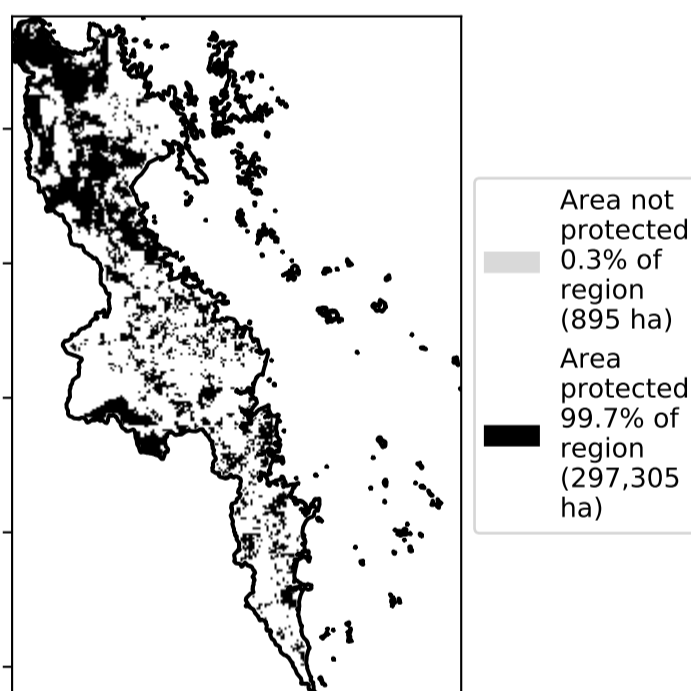 Area not
protected
0.3% of
region
(895 ha)
Area
protected
99.7% of
region
(297,305
ha)